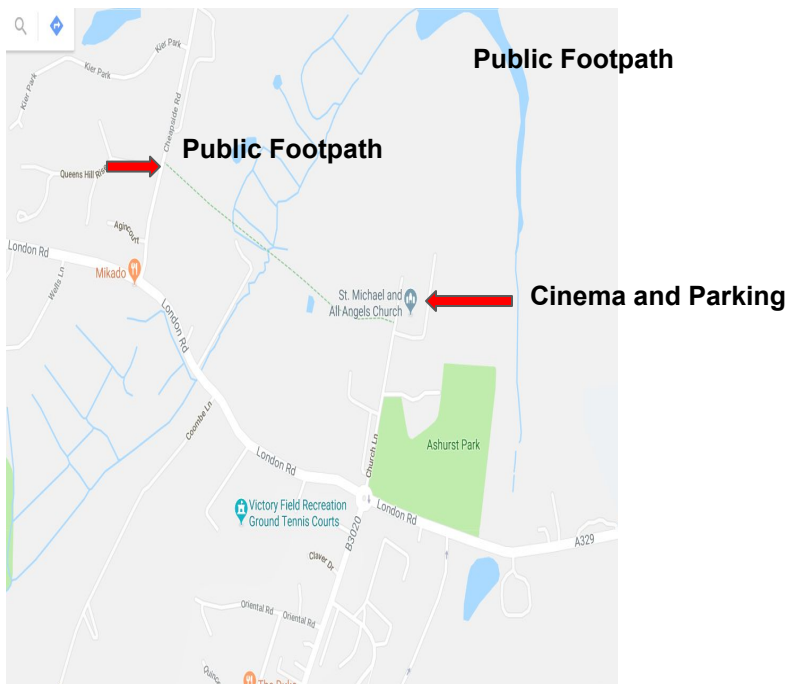 Public Footpath
Kier Park
Kier Park
Kier Park
Cheapside Rd
Public Footpath
Queens Hill Rise
Agincourt
London Rd
Mikado
Wells Ln
London Rd
St. Michael and
All Angels Church
Cinema and Parking
Coombe Ln
Church Ln
Ashurst Park
London Rd
Victory Field Recreation
Ground Tennis Courts
London Rd
B3020
A329
Claver Dr
Oriental Rd
Oriental Rd